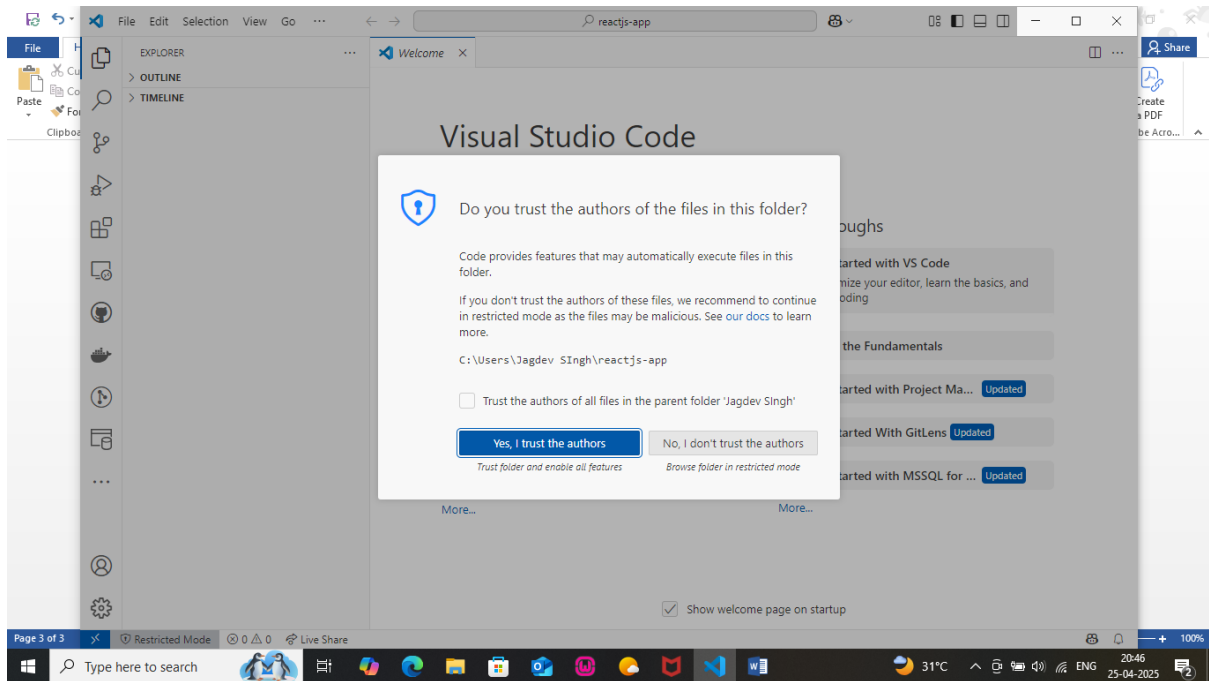 File Edit Selection View Go ···
reactjs-app
File
Share
EXPLORER ···
Welcome ×
OUTLINE
TIMELINE
Paste
Clipboa
Create
a PDF
be Acro...
Visual Studio Code
Do you trust the authors of the files in this folder?
Code provides features that may automatically execute files in this
folder.
If you don't trust the authors of these files, we recommend to continue
in restricted mode as the files may be malicious. See our docs to learn
more.
C:\Users\Jagdev SIngh\reactjs-app
Trust the authors of all files in the parent folder 'Jagdev SIngh'
Yes, I trust the authors
No, I don't trust the authors
Trust folder and enable all features
Browse folder in restricted mode
oughs
tarted with VS Code
mize your editor, learn the basics, and
oding
the Fundamentals
tarted with Project Ma... Updated
tarted With GitLens Updated
tarted with MSSQL for ... Updated
More...
More...
Show welcome page on startup
Page 3 of 3
Restricted Mode
0 0
Live Share
100%
Type here to search
31°C
ENG
20:46
25-04-2025
2